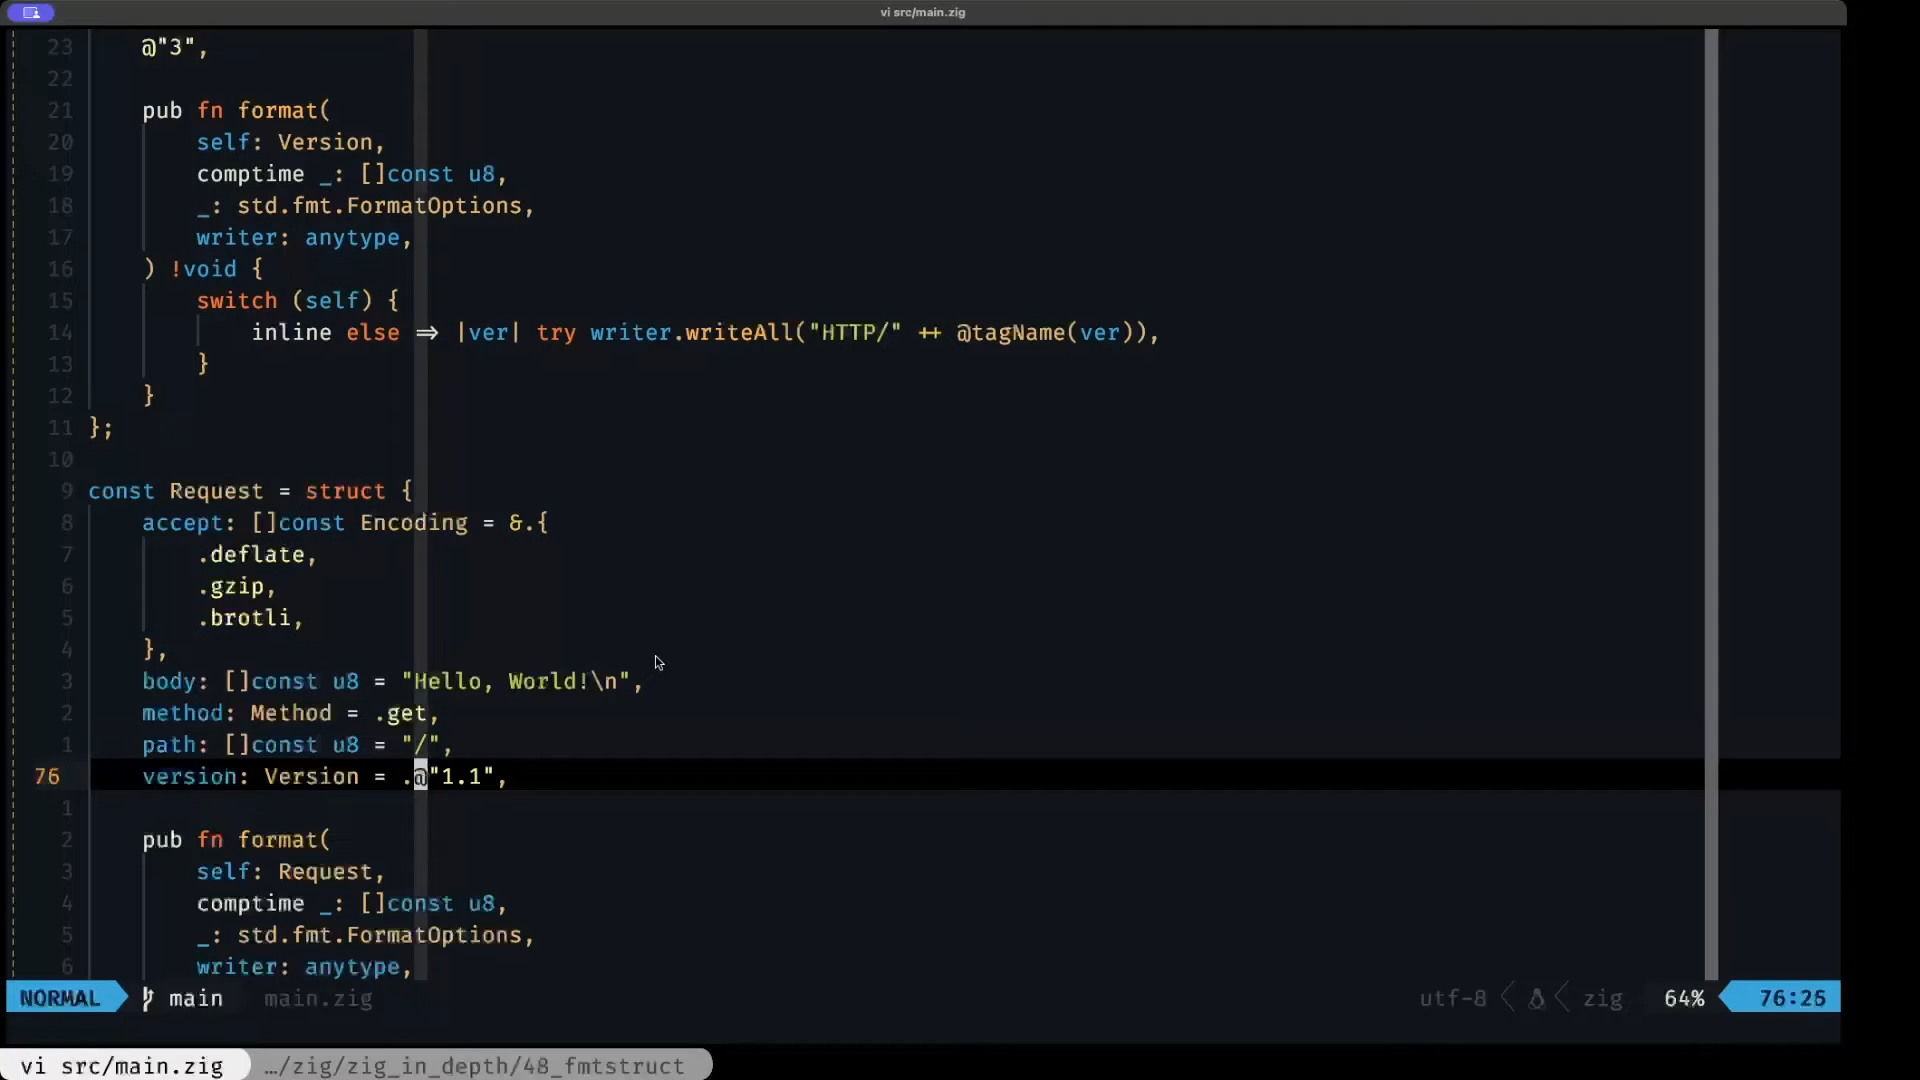 vi src/main.zig
23 @"3",
22
21 pub fn format(
20 self: Version,
19 comptime _: []const u8,
18 _: std.fmt.FormatOptions,
17 writer: anytype,
16 ) !void {
15 switch (self) {
14 inline else => |ver| try writer.writeAll("HTTP/" ++ @tagName(ver)),
13 }
12 }
11 };
10
9 const Request = struct {
8 accept: []const Encoding = &.{
7 .deflate,
6 .gzip,
5 .brotli,
4 },
3 body: []const u8 = "Hello, World!\n",
2 method: Method = .get,
1 path: []const u8 = "/",
76 version: Version = .@"1.1",
1
2 pub fn format(
3 self: Request,
4 comptime _: []const u8,
5 _: std.fmt.FormatOptions,
6 writer: anytype,
NORMAL main main.zig utf-8 zig 64% 76:26
vi src/main.zig …/zig/zig_in_depth/48_fmtstruct